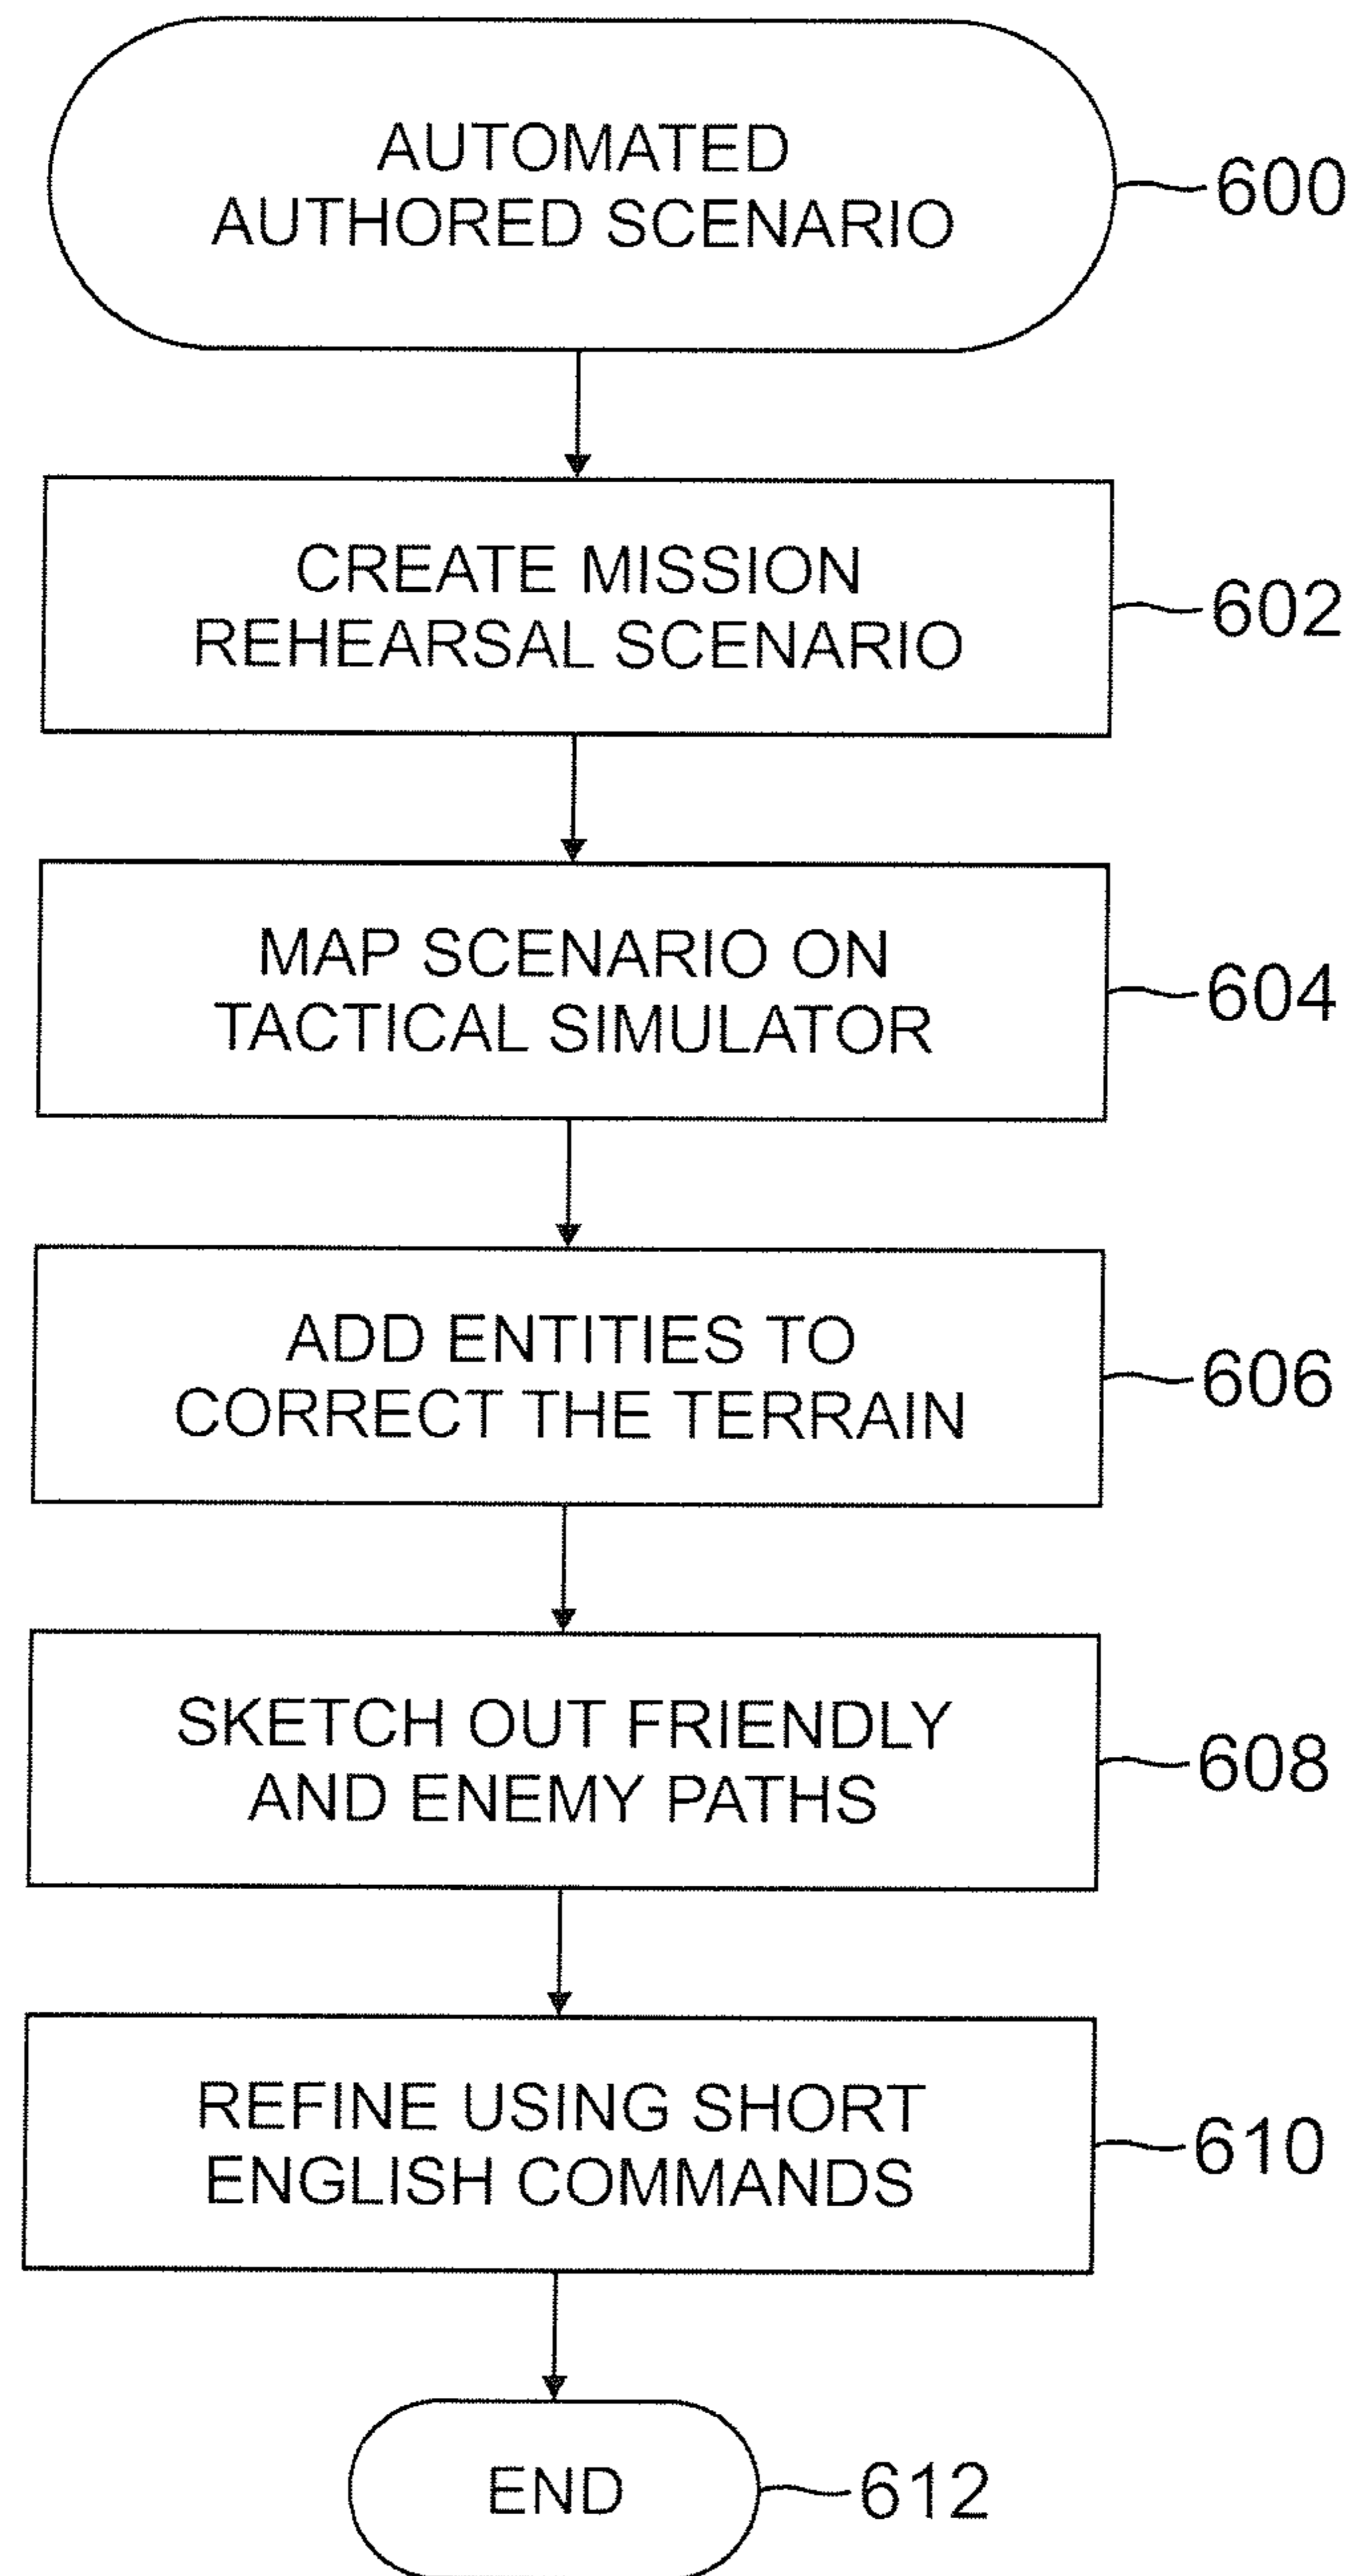 AUTOMATED
AUTHORED SCENARIO
600
CREATE MISSION
REHEARSAL SCENARIO
602
MAP SCENARIO ON
TACTICAL SIMULATOR
604
ADD ENTITIES TO
CORRECT THE TERRAIN
606
SKETCH OUT FRIENDLY
AND ENEMY PATHS
608
REFINE USING SHORT
ENGLISH COMMANDS
610
END
612